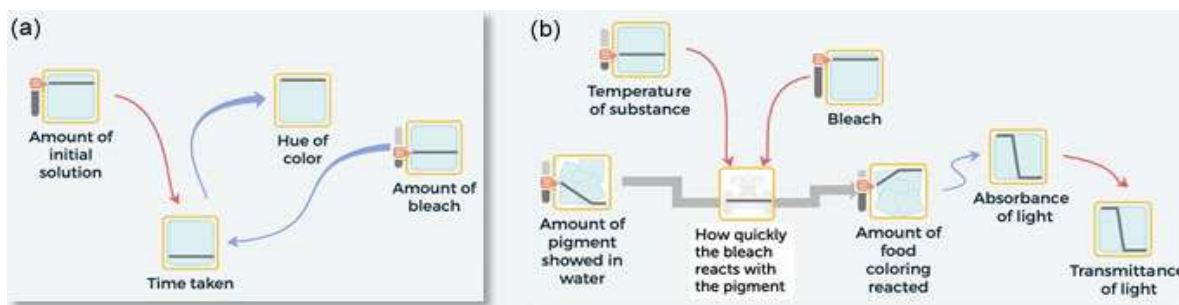 (a)
Amount of
initial
solution
Hue of
color
Amount of
bleach
Time taken
(b)
Temperature
of substance
Bleach
Amount of
pigment
showed in
water
How quickly
the bleach
reacts with
the pigment
Amount of
food
coloring
reacted
Absorbance
of light
Transmittance
of light